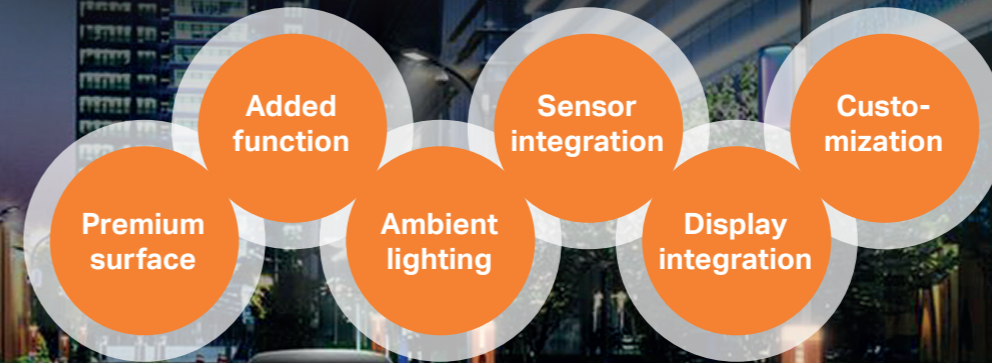 Premium
surface
Added
function
Ambient
lighting
Sensor
integration
Display
integration
Custo-
mization